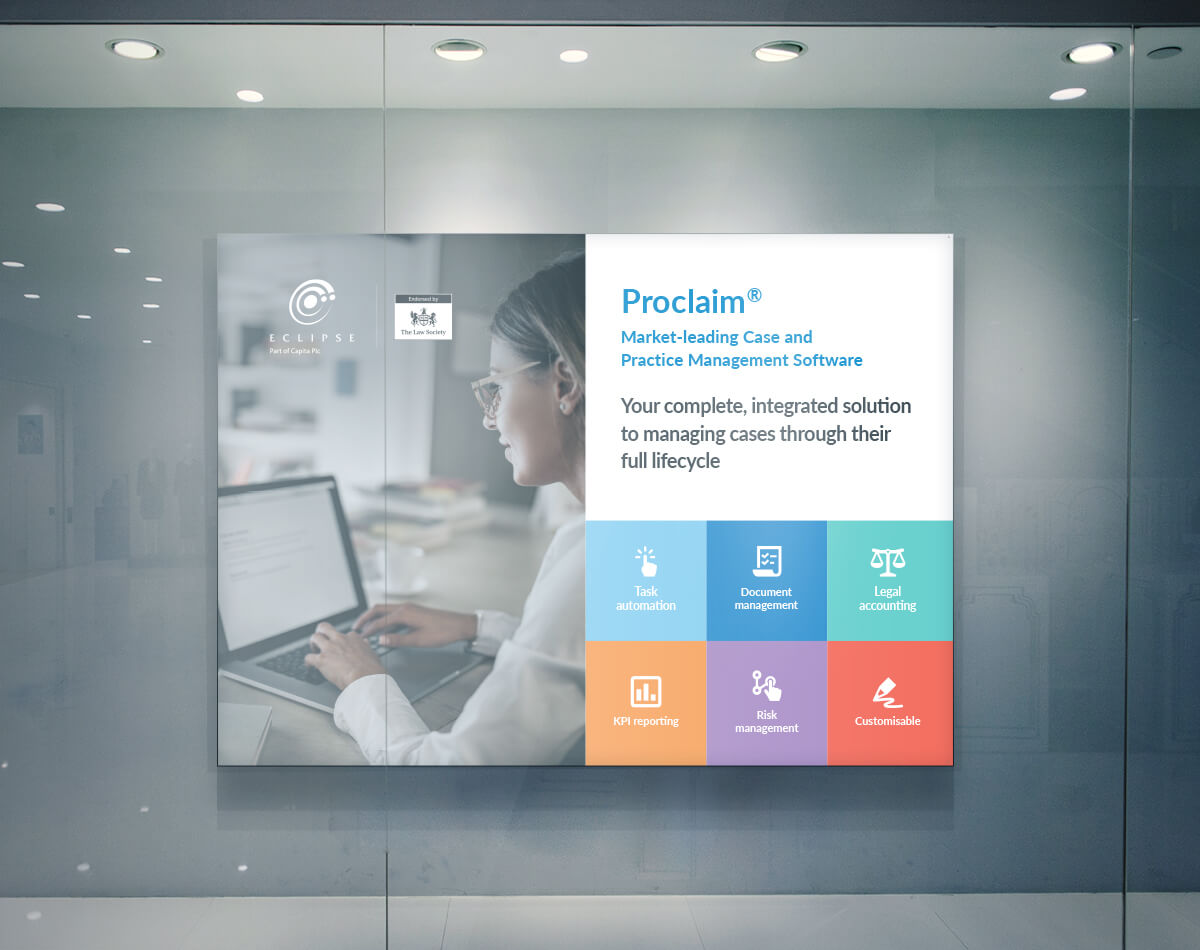 ECLIPSE
Part of Capita Plc
Endorsed by
The Law Society
Proclaim®
Market-leading Case and
Practice Management Software
Your complete, integrated solution
to managing cases through their
full lifecycle
Task
automation
Document
management
Legal
accounting
KPI reporting
Risk
management
Customisable